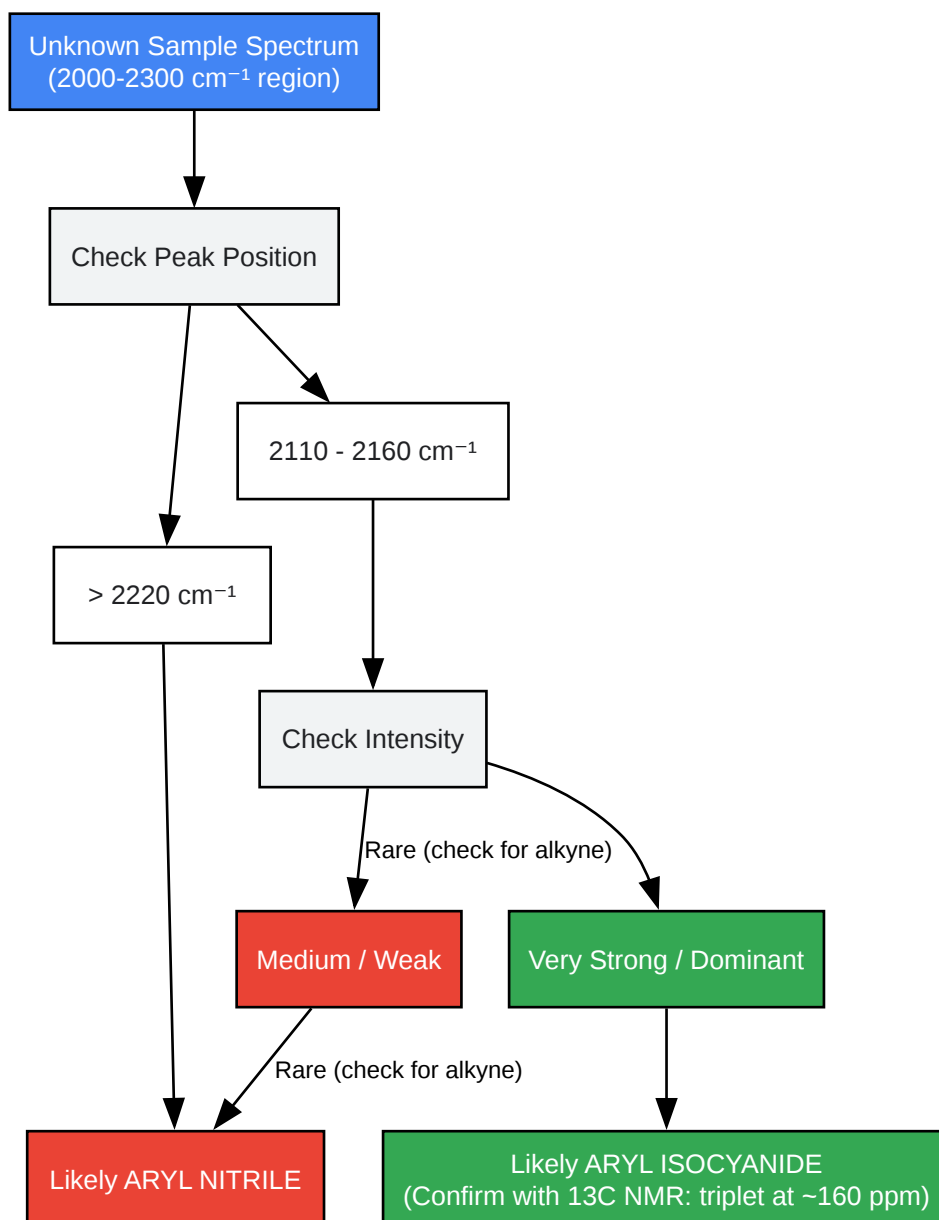 Unknown Sample Spectrum
(2000-2300 cm⁻¹ region)
Check Peak Position
2110 - 2160 cm⁻¹
> 2220 cm⁻¹
Check Intensity
Rare (check for alkyne)
Medium / Weak
Very Strong / Dominant
Rare (check for alkyne)
Likely ARYL NITRILE
Likely ARYL ISOCYANIDE
(Confirm with 13C NMR: triplet at ~160 ppm)